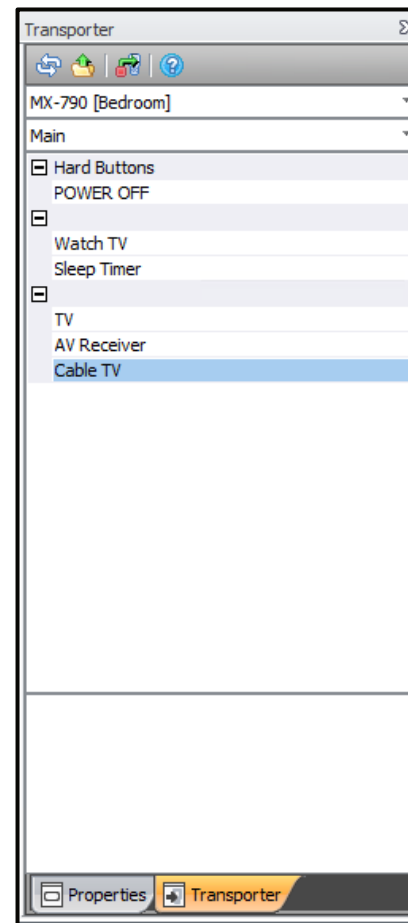 Transporter
MX-790 [Bedroom]
Main
Hard Buttons
POWER OFF
Watch TV
Sleep Timer
TV
AV Receiver
Cable TV
Properties Transporter